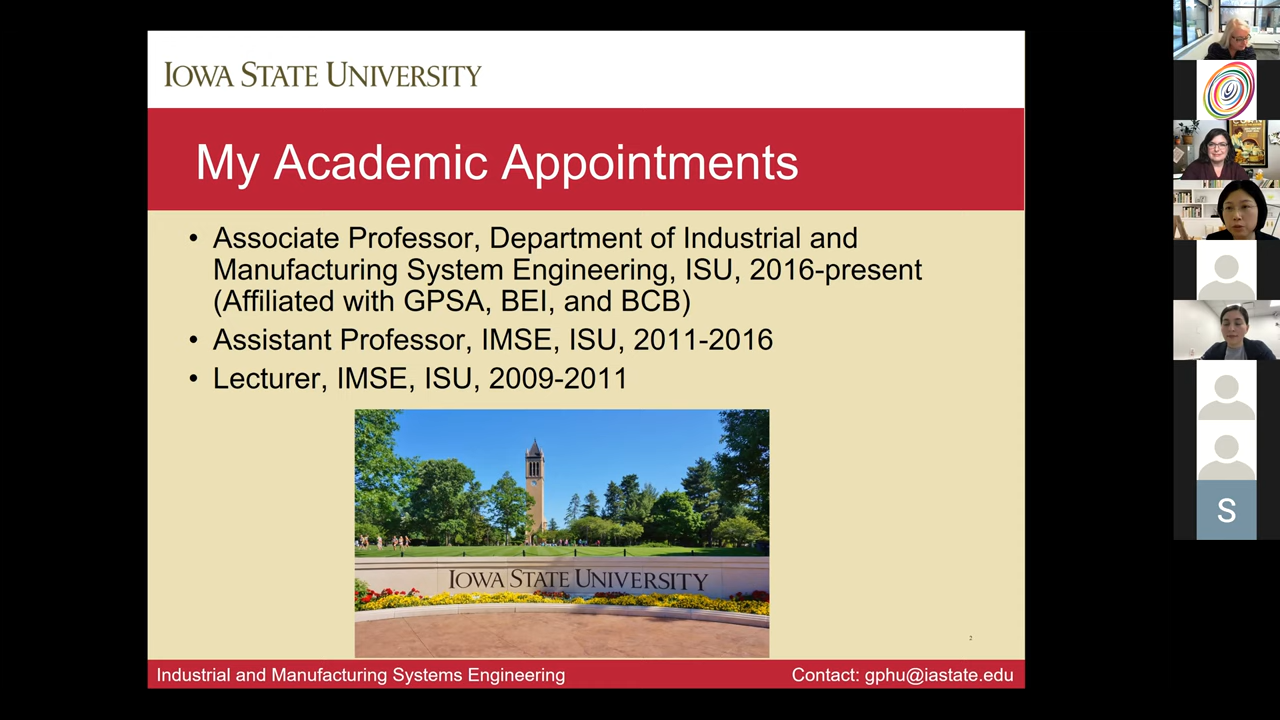 IOWA STATE UNIVERSITY
My Academic Appointments
• Associate Professor, Department of Industrial and
Manufacturing System Engineering, ISU, 2016-present
(Affiliated with GPSA, BEI, and BCB)
• Assistant Professor, IMSE, ISU, 2011-2016
• Lecturer, IMSE, ISU, 2009-2011
IOWA STATE UNIVERSITY
2
Industrial and Manufacturing Systems Engineering
Contact: gphu@iastate.edu
S